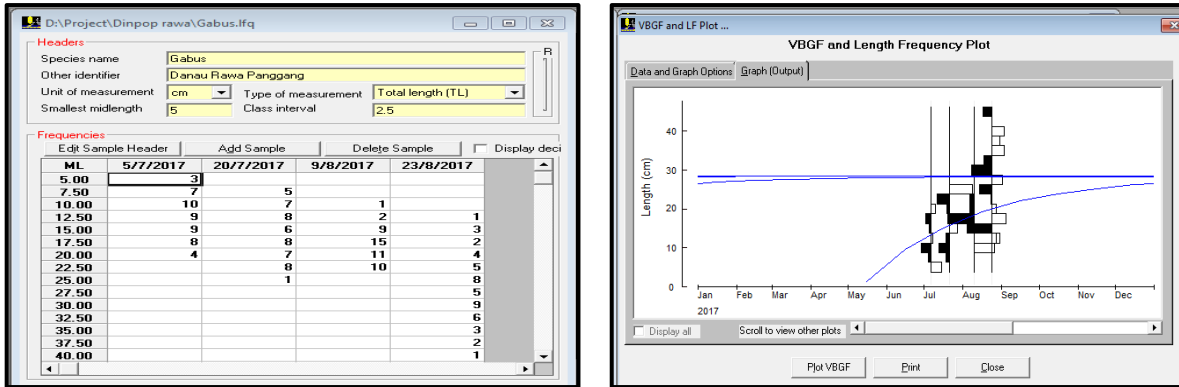 D:\Project\Dinpop rawa\Gabus.lfq
Headers
Species name Gabus
Other identifier Danau Rawa Panggang
Unit of measurement cm Type of measurement Total length (TL)
Smallest midlength 5 Class interval 2.5
R
Frequencies
Edit Sample Header Add Sample Delete Sample Display deci
ML 5/7/2017 20/7/2017 9/8/2017 23/8/2017
5.00 3
7.50 7 5
10.00 10 7 1
12.50 9 8 2 1
15.00 9 6 9 3
17.50 8 8 15 2
20.00 4 7 11 4
22.50 8 10 5
25.00 1 8
27.50 5
30.00 9
32.50 6
35.00 3
37.50 2
40.00 1
VBGF and LF Plot ...
VBGF and Length Frequency Plot
Data and Graph Options Graph (Output)
Length (cm)
40
30
20
10
0
Jan Feb Mar Apr May Jun Jul Aug Sep Oct Nov Dec
2017
Display all Scroll to view other plots
Plot VBGF Print Close